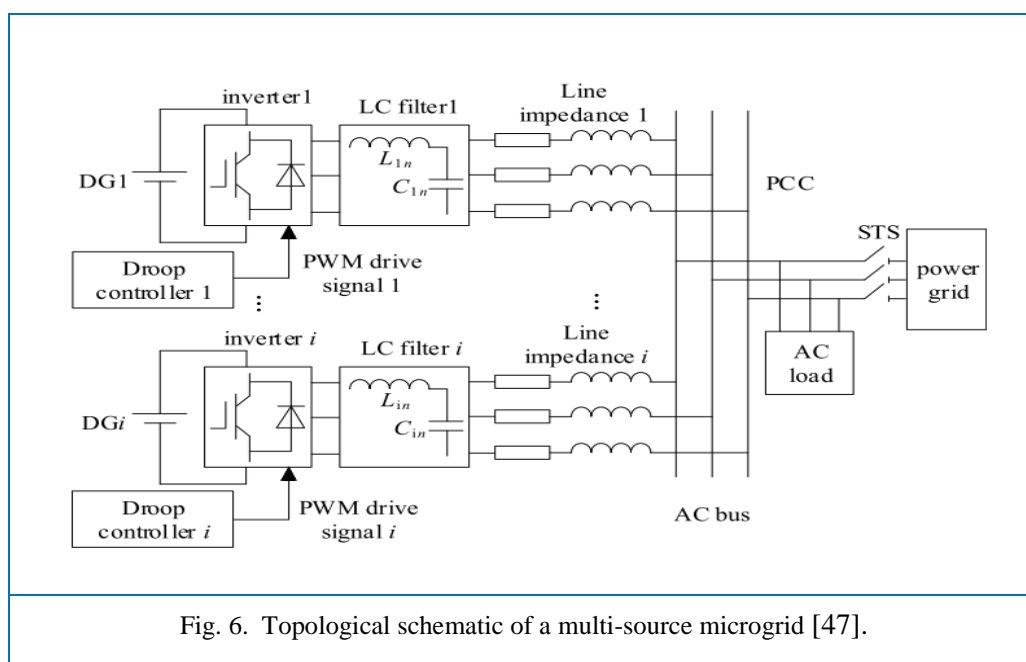 inverter1
LC filter1
Line
impedance 1
DG1
L1n
C1n
PCC
STS
power
grid
Droop
controller 1
PWM drive
signal 1
⋮
⋮
AC
load
inverter i
LC filter i
Line
impedance i
DGi
Lin
Cin
Droop
controller i
PWM drive
signal i
AC bus
Fig. 6. Topological schematic of a multi-source microgrid [47].